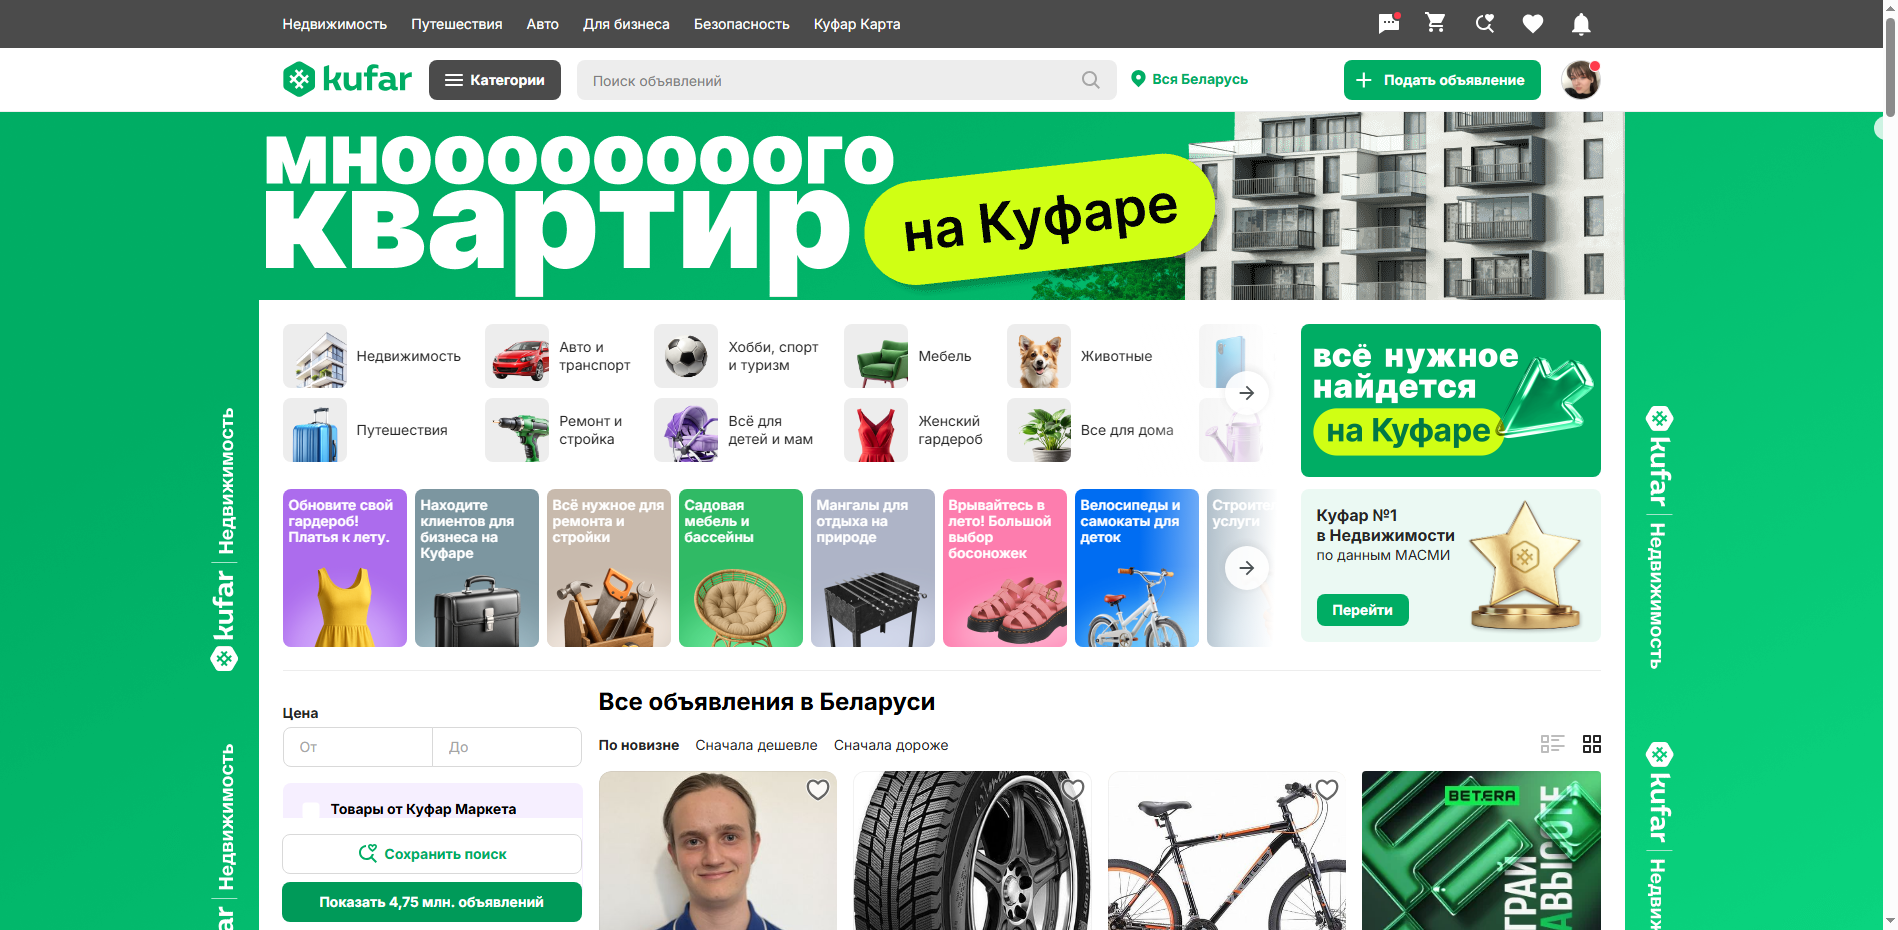 Недвижимость Путешествия Авто Для бизнеса Безопасность Куфар Карта
kufar
Категории
Поиск объявлений
Вся Беларусь
Подать объявление
мнооооооооого
квартир
на Куфаре
Недвижимость
Авто и
транспорт
Хобби, спорт
и туризм
Мебель
Животные
Путешествия
Ремонт и
стройка
Всё для
детей и мам
Женский
гардероб
Все для дома
всё нужное
найдется
на Куфаре
Обновите свой
гардероб!
Платья к лету.
Находите
клиентов для
бизнеса на
Куфаре
Всё нужное для
ремонта и
стройки
Садовая
мебель и
бассейны
Мангалы для
отдыха на
природе
Врывайтесь в
лето! Большой
выбор
босоножек
Велосипеды и
самокаты для
деток
Строите
услуги
Куфар №1
в Недвижимости
по данным МАСМИ
Перейти
kufar | Недвижимость
kufar | Недвижимость
Цена
От
До
Товары от Куфар Маркета
Сохранить поиск
Показать 4,75 млн. объявлений
Все объявления в Беларуси
По новизне Сначала дешевле Сначала дороже
BETERA
ar | Недвижимость
kufar | Недвиж